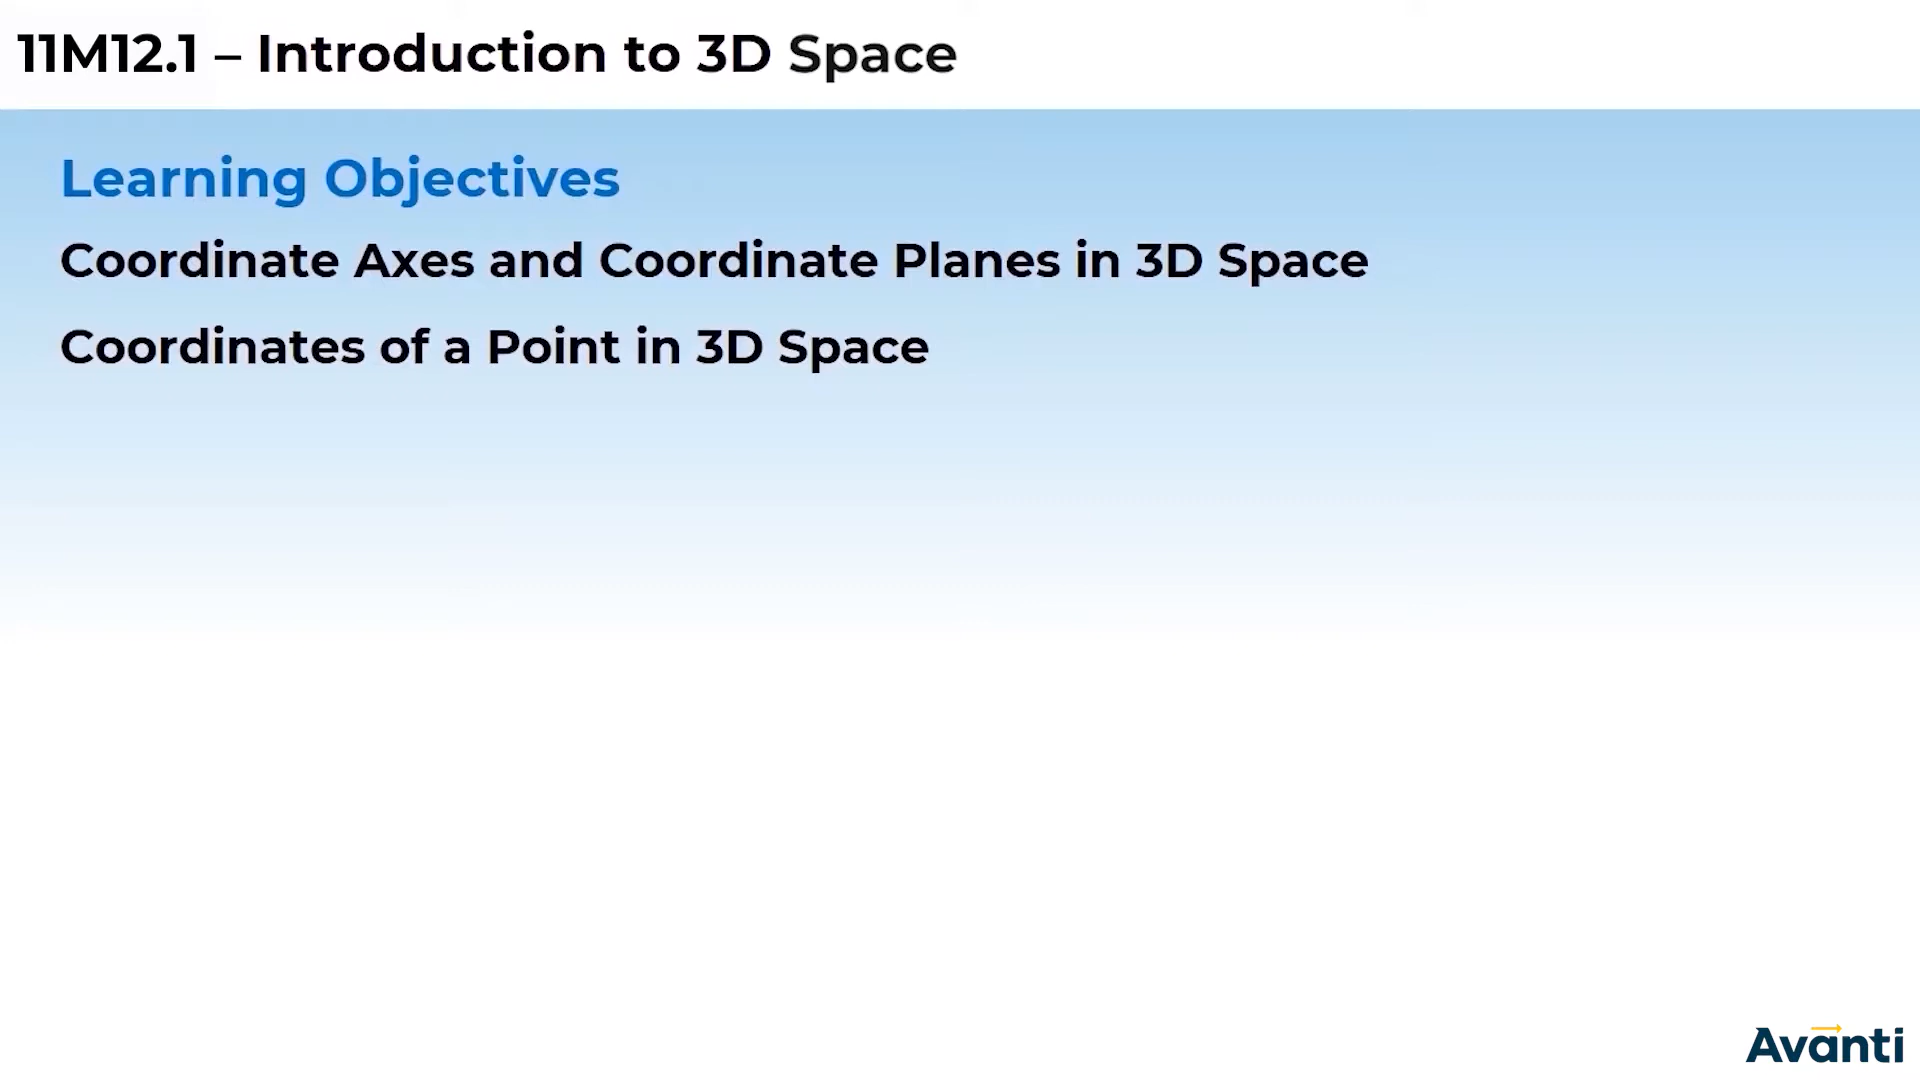 11M12.1 – Introduction to 3D Space
Learning Objectives
Coordinate Axes and Coordinate Planes in 3D Space
Coordinates of a Point in 3D Space
Avanti